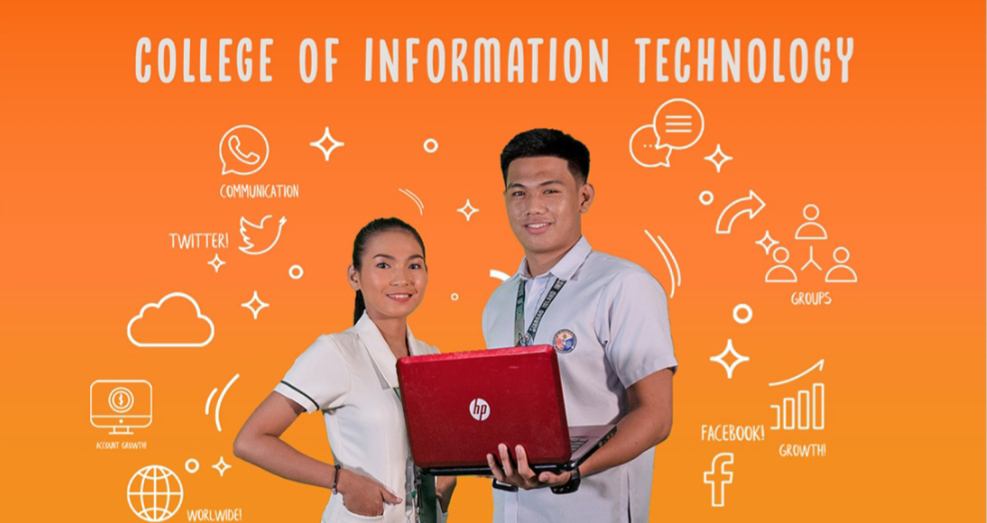 COLLEGE OF INFORMATION TECHNOLOGY
COMMUNICATION
TWITTER!
GROUPS
hp
ACCOUNT GROWTH!
FACEBOOK!
GROWTH!
WORLWIDE!